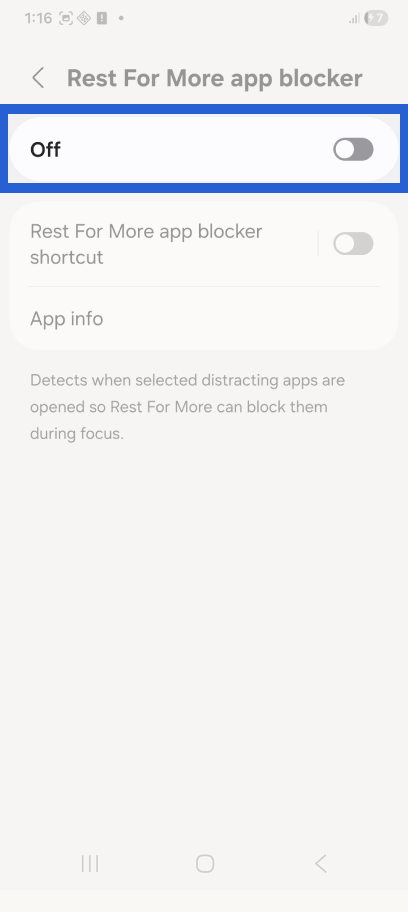 1:16
7
Rest For More app blocker
Off
Rest For More app blocker
shortcut
App info
Detects when selected distracting apps are
opened so Rest For More can block them
during focus.